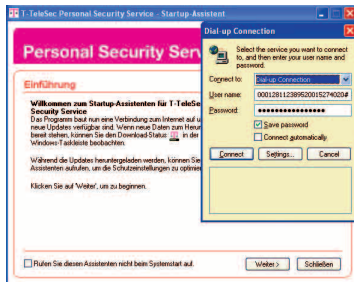 T-TeleSec Personal Security Service - Startup-Assistent
Personal Security Serv
Einführung
Willkommen zum Startup-Assistenten für T-TeleSe
Security Service
Das Programm baut nun eine Verbindung zum Internet auf u
neue Updates verfügbar sind. Wenn neue Daten zum Herun
bereit stehen, können Sie den Download-Status in der
Windows-Taskleiste beobachten.
Während die Updates heruntergeladen werden, können Sie
Assistenten aufrufen, um die Schutzeinstellungen zu optimier
Klicken Sie auf 'Weiter', um zu beginnen.
Rufen Sie diesen Assistenten nicht beim Systemstart auf.
Weiter >
Schließen
Dial-up Connection
Select the service you want to connect
to, and then enter your user name and
password.
Connect to:
Dial-up Connection
User name:
00012811238952001527402​0#
Password:
Save password
Connect automatically
Connect
Settings...
Cancel